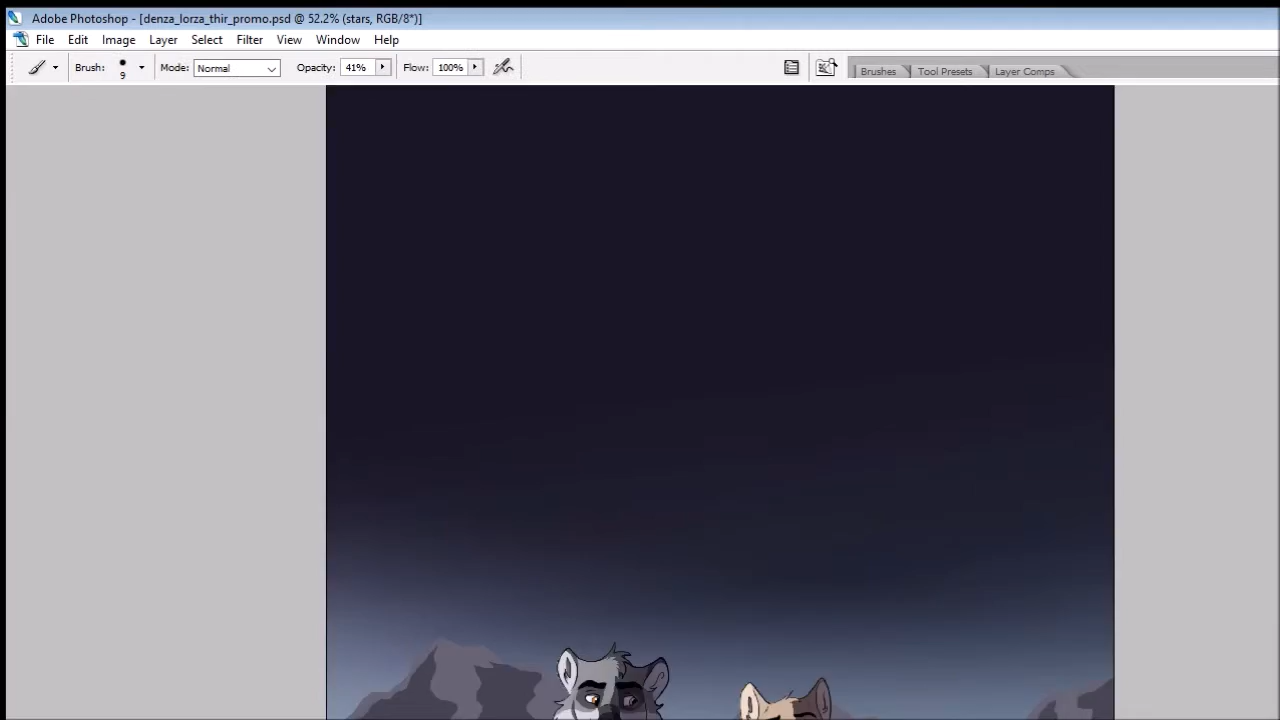 Adobe Photoshop - [denza_lorza_thir_promo.psd @ 52.2% (stars, RGB/8*)]
File Edit Image Layer Select Filter View Window Help
Brush: 9 Mode: Normal Opacity: 41% Flow: 100% Brushes Tool Presets Layer Comps